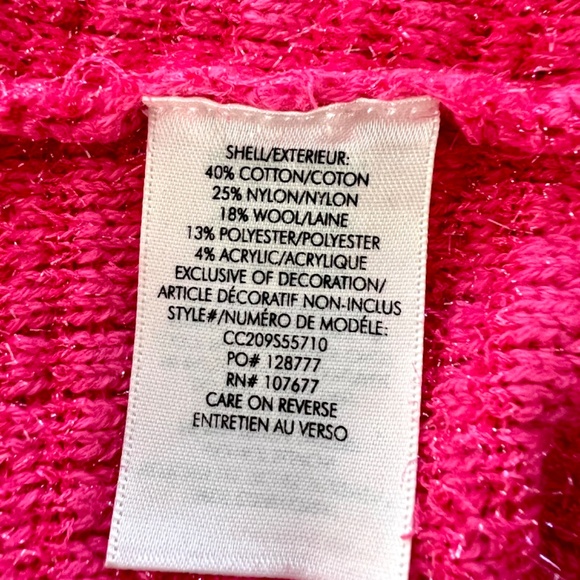 SHELL/EXTERIEUR:
40% COTTON/COTON
25% NYLON/NYLON
18% WOOL/LAINE
13% POLYESTER/POLYESTER
4% ACRYLIC/ACRYLIQUE
EXCLUSIVE OF DECORATION/
ARTICLE DÉCORATIF NON-INCLUS
STYLE#/NUMÉRO DE MODÉLE:
CC209S55710
PO# 128777
RN# 107677
CARE ON REVERSE
ENTRETIEN AU VERSO